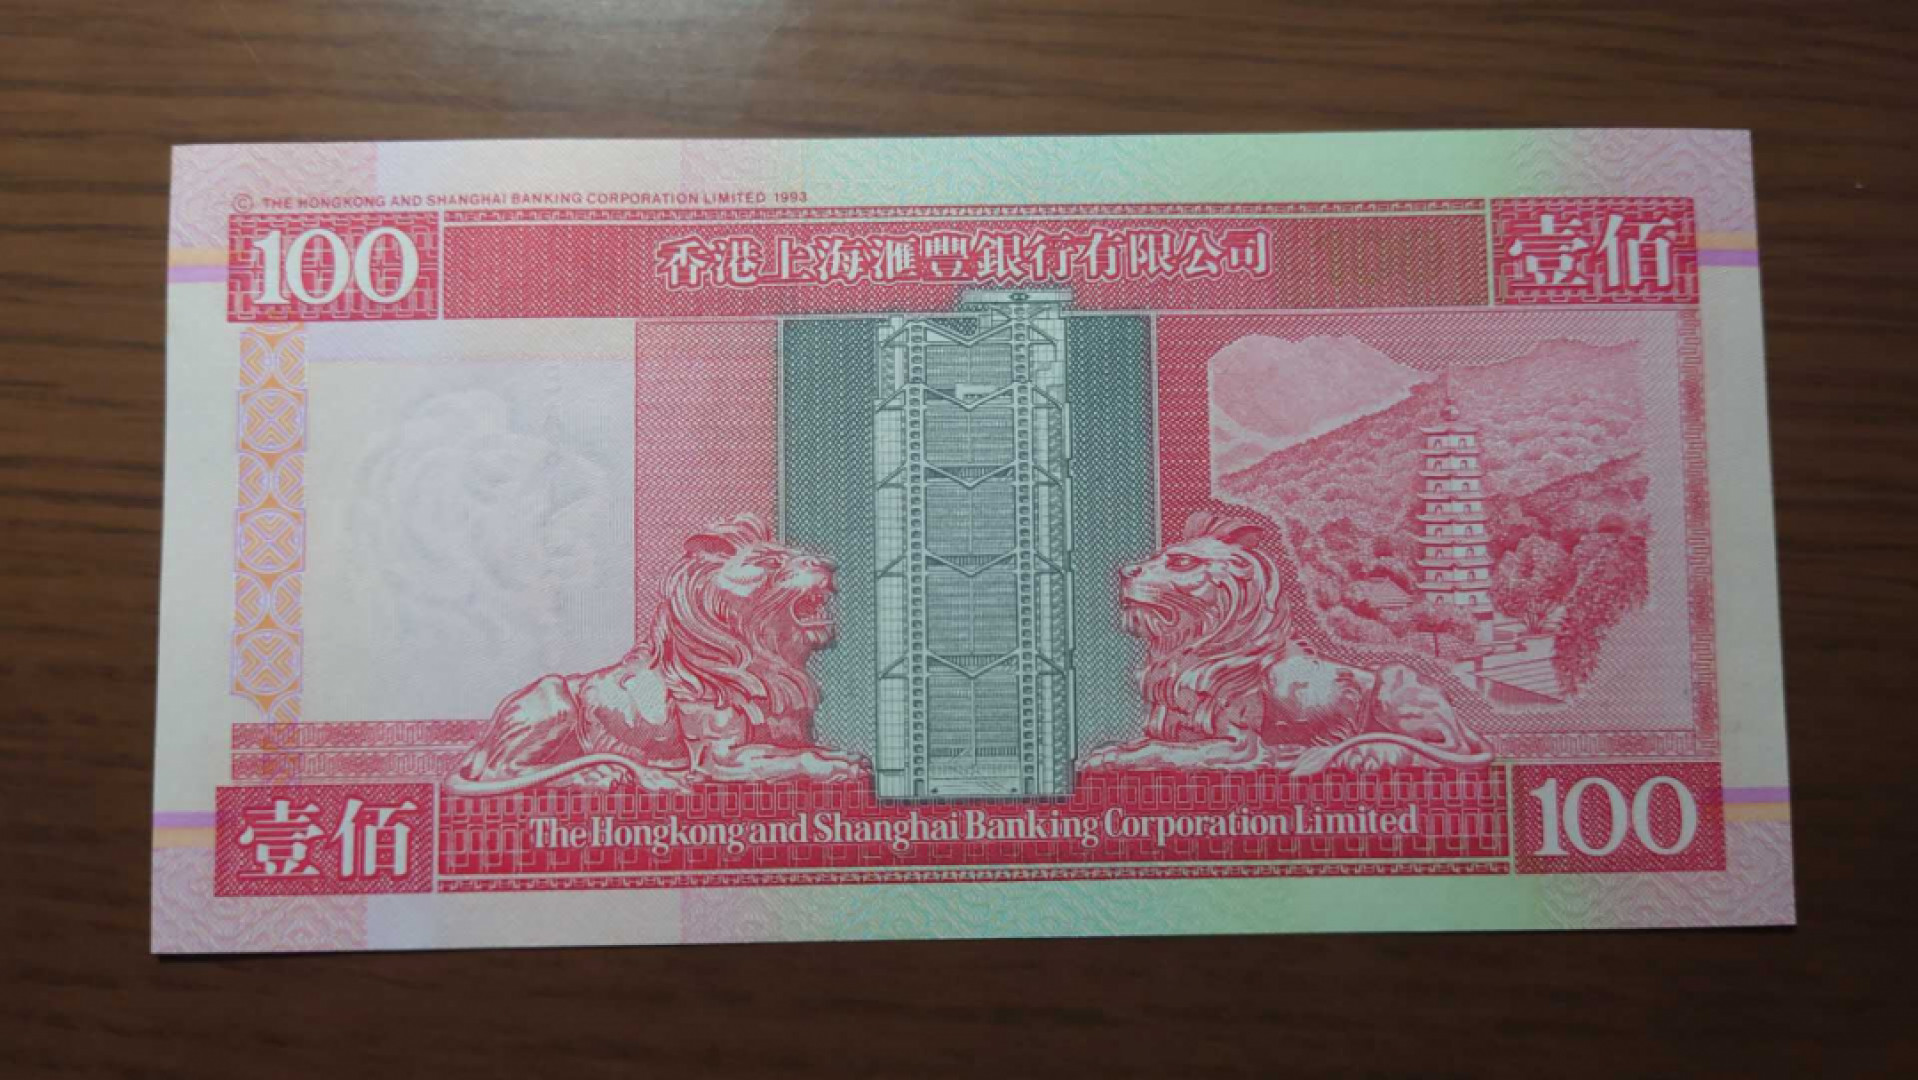 © THE HONGKONG AND SHANGHAI BANKING CORPORATION LIMITED 1993
100 香港上海滙豐銀行有限公司 壹佰
壹佰 The Hongkong and Shanghai Banking Corporation Limited 100